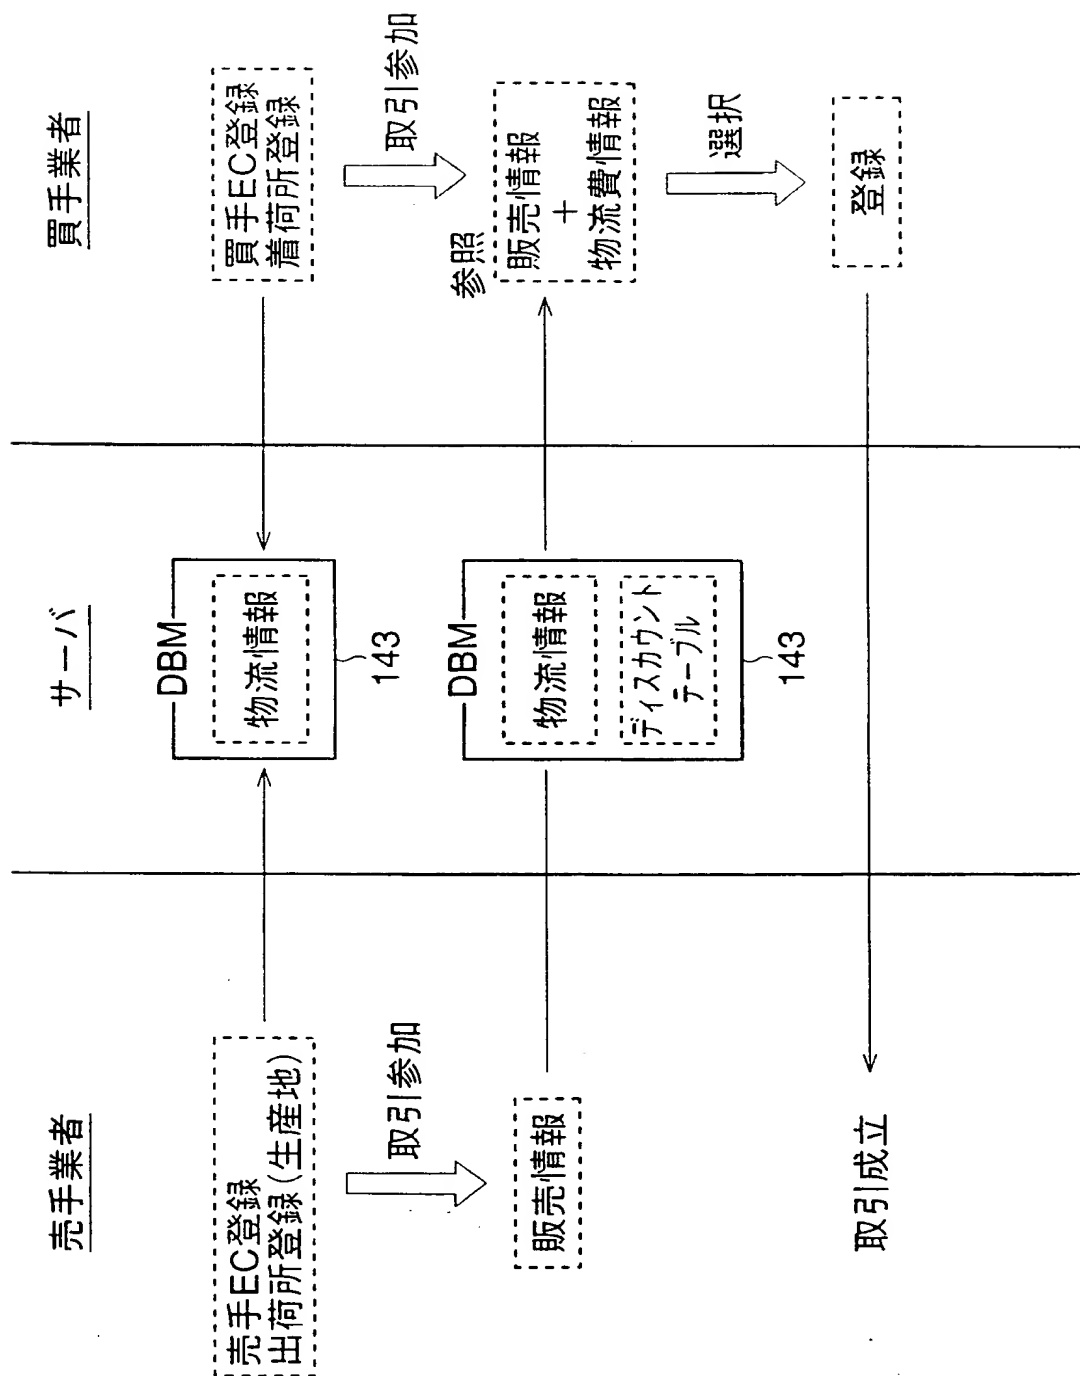 売手業者
サーバ
買手業者
売手EC登録
出荷所登録(生産地)
DBM
物流情報
143
買手EC登録
着荷所登録
取引参加
取引参加
販売情報
DBM
物流情報
ディスカウント
テーブル
143
参照
販売情報
+
物流費情報
選択
登録
取引成立